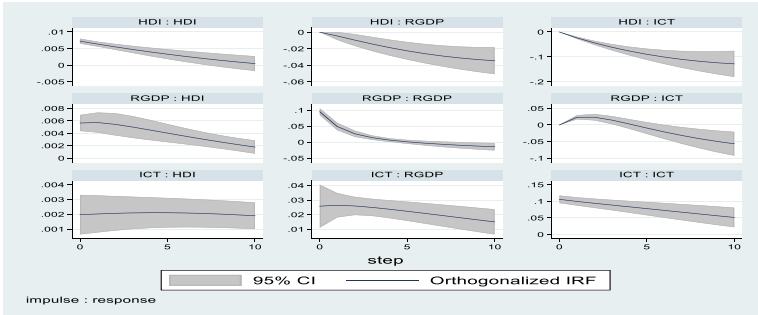 HDI : HDI
HDI : RGDP
HDI : ICT
.01
.005
0
-.005
0
-.02
-.04
-.06
0
-.1
-.2
RGDP : HDI
RGDP : RGDP
RGDP : ICT
.008
.006
.004
.002
0
.1
.05
0
-.05
.05
0
-.05
-.1
ICT : HDI
ICT : RGDP
ICT : ICT
.004
.003
.002
.001
.04
.03
.02
.01
.15
.1
.05
0
0 5 10
0 5 10
0 5 10
step
95% CI
Orthogonalized IRF
impulse : response